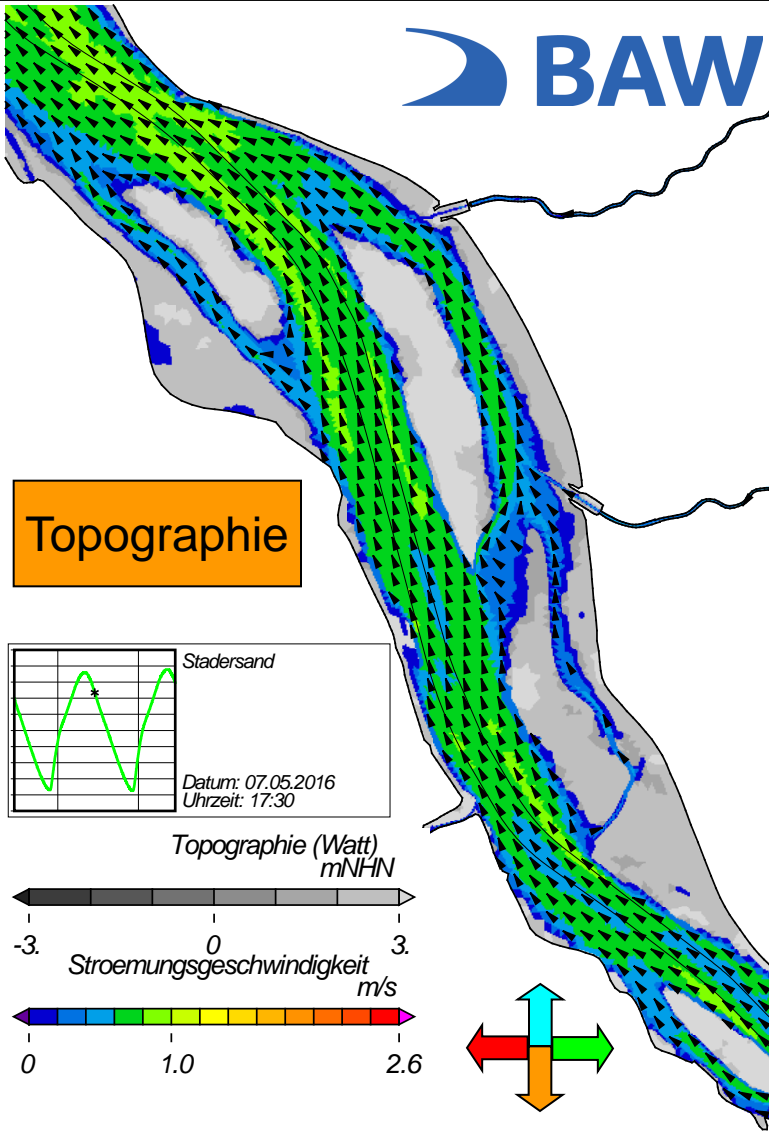 BAW
Topographie
Stadersand
Datum: 07.05.2016
Uhrzeit: 17:30
Topographie (Watt)
mNHN
-3. 0 3.
Stroemungsgeschwindigkeit
m/s
0 1.0 2.6